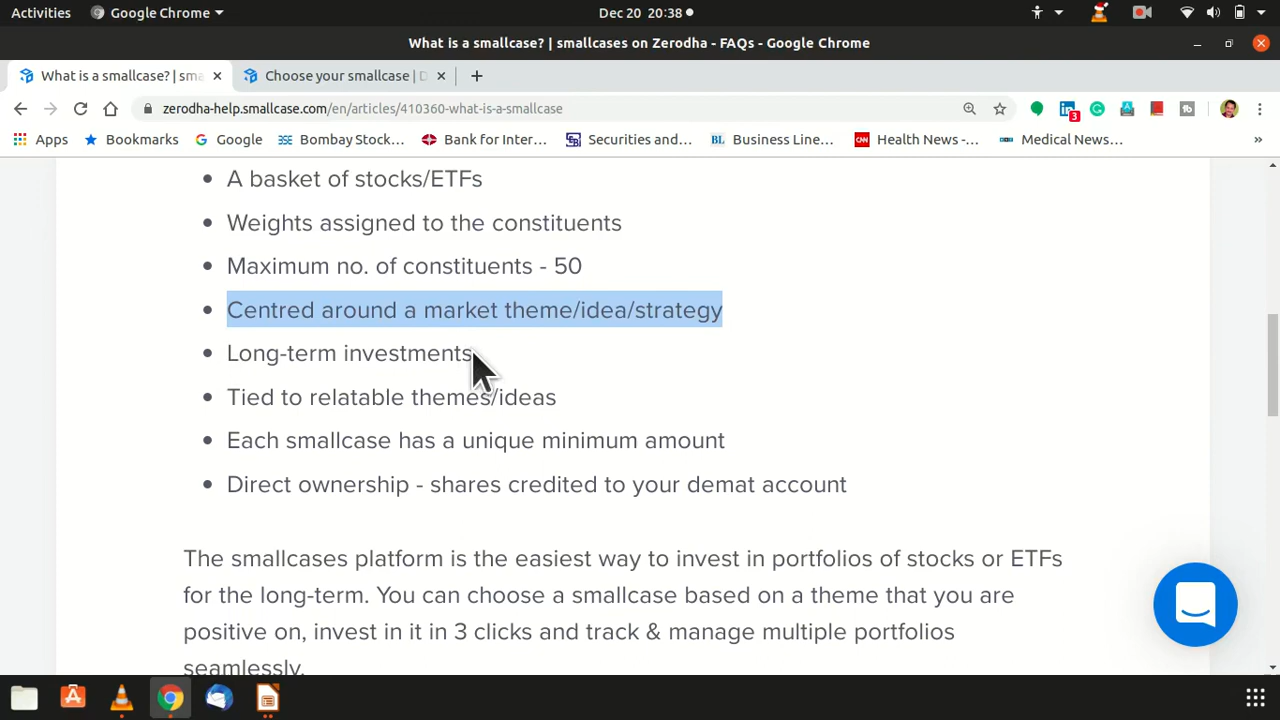 Activities
Google Chrome
Dec 20 20:38
What is a smallcase? | smallcases on Zerodha - FAQs - Google Chrome
What is a smallcase? | sma
Choose your smallcase | D
zerodha-help.smallcase.com/en/articles/410360-what-is-a-smallcase
3
Apps
Bookmarks
Google
Bombay Stock...
Bank for Inter...
Securities and...
BL
Business Line...
CNN
Health News -...
Medical News...
• A basket of stocks/ETFs
• Weights assigned to the constituents
• Maximum no. of constituents - 50
• Centred around a market theme/idea/strategy
• Long-term investments
• Tied to relatable themes/ideas
• Each smallcase has a unique minimum amount
• Direct ownership - shares credited to your demat account
The smallcases platform is the easiest way to invest in portfolios of stocks or ETFs
for the long-term. You can choose a smallcase based on a theme that you are
positive on, invest in it in 3 clicks and track & manage multiple portfolios
seamlessly.